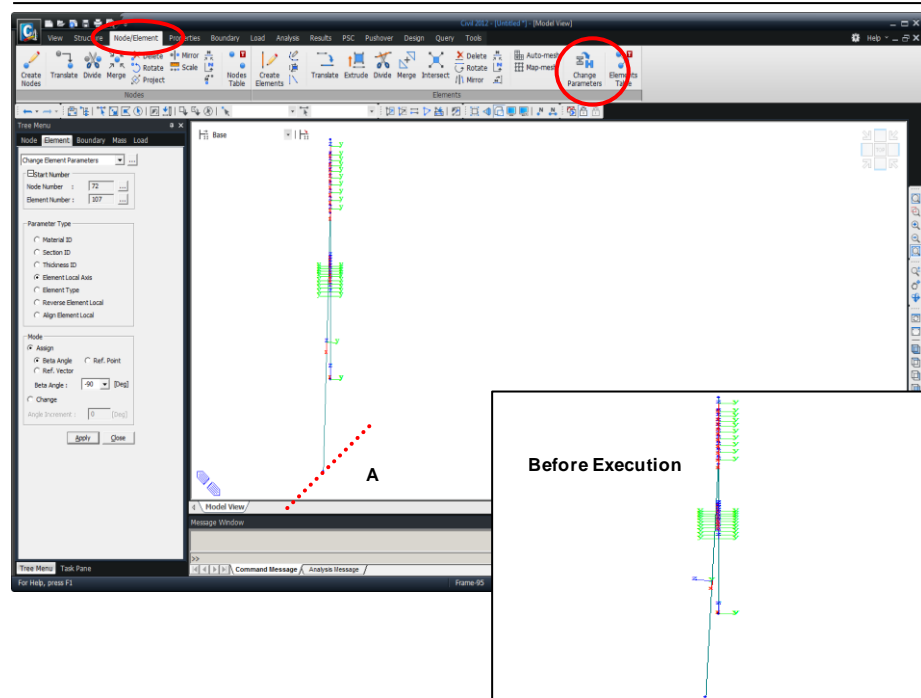 Civil 2012 - [Untitled *] - [Model View]
View Structure Node/Element Properties Boundary Load Analysis Results PSC Pushover Design Query Tools
Help
Create Nodes
Translate
Divide
Merge
Delete
Rotate
Project
Mirror
Scale
Nodes Table
Create Elements
Translate
Extrude
Divide
Merge
Intersect
Delete
Rotate
Mirror
Auto-mesh
Map-mesh
Change Parameters
Elements Table
Nodes
Elements
Tree Menu
Node Element Boundary Mass Load
Base
Change Element Parameters
Start Number
Node Number : 72
Element Number : 107
Parameter Type
Material ID
Section ID
Thickness ID
Element Local Axis
Element Type
Reverse Element Local
Align Element Local
Mode
Assign
Beta Angle Ref. Point
Ref. Vector
Beta Angle : -90 [Deg]
Change
Angle Increment : 0 [Deg]
Apply Close
A
Before Execution
Model View
Message Window
>>
Command Message Analysis Message
Tree Menu Task Pane
For Help, press F1
Frame-95